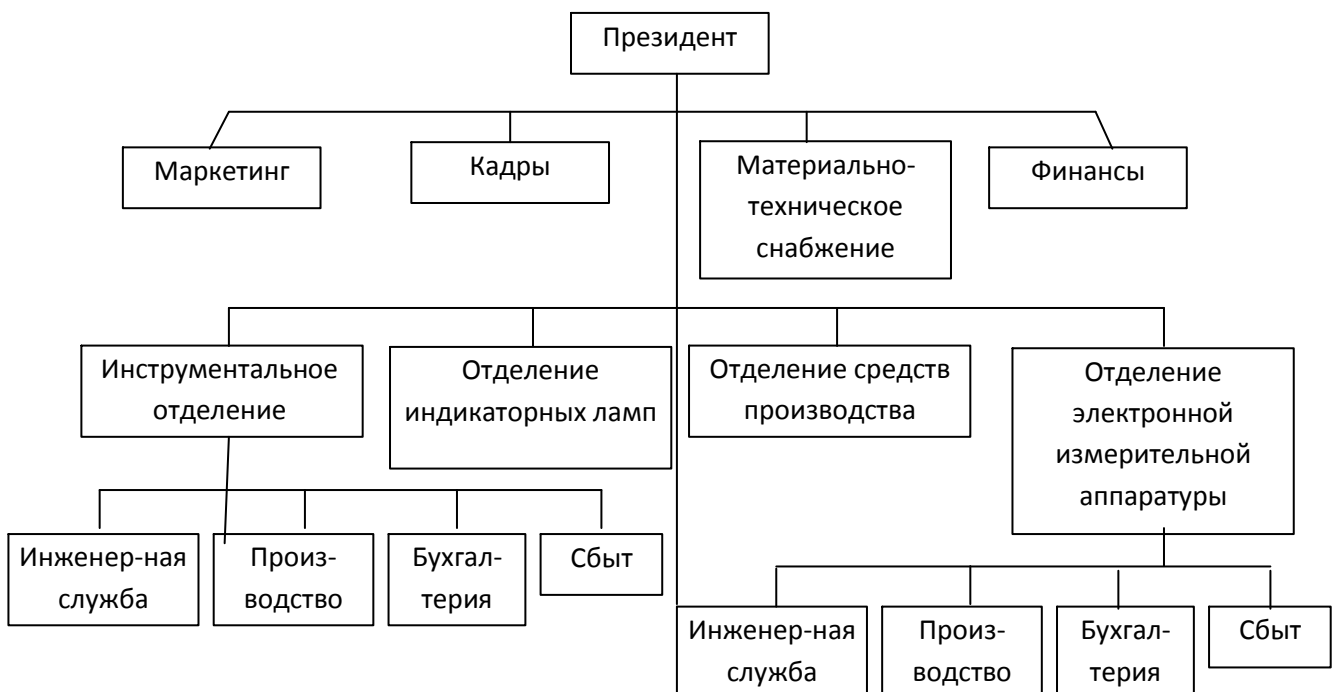 Президент
Маркетинг
Кадры
Материально-
техническое
снабжение
Финансы
Инструментальное
отделение
Отделение
индикаторных ламп
Отделение средств
производства
Отделение
электронной
измерительной
аппаратуры
Инженер-ная
служба
Произ-
водство
Бухгал-
терия
Сбыт
Инженер-ная
служба
Произ-
водство
Бухгал-
терия
Сбыт